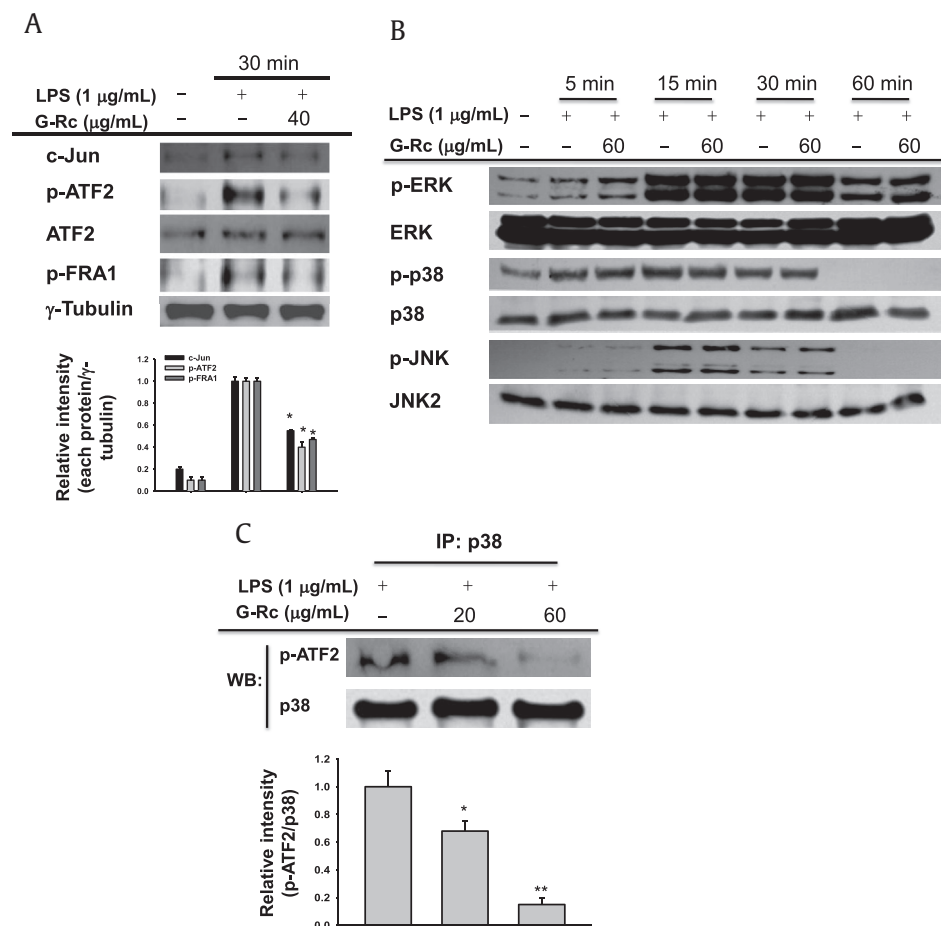 A
30 min
LPS (1 μg/mL) – + +
G-Rc (μg/mL) – – 40
c-Jun
p-ATF2
ATF2
p-FRA1
γ-Tubulin
Relative intensity
(each protein/γ-
tubulin)
1.2
1.0
0.8
0.6
0.4
0.2
0.0
c-Jun
p-ATF2
p-FRA1
* * *
B
5 min 15 min 30 min 60 min
LPS (1 μg/mL) – + + + + + + + +
G-Rc (μg/mL) – – 60 – 60 – 60 – 60
p-ERK
ERK
p-p38
p38
p-JNK
JNK2
C
IP: p38
LPS (1 μg/mL) + + +
G-Rc (μg/mL) – 20 60
WB:
p-ATF2
p38
Relative intensity
(p-ATF2/p38)
1.2
1.0
0.8
0.6
0.4
0.2
0.0
*
**